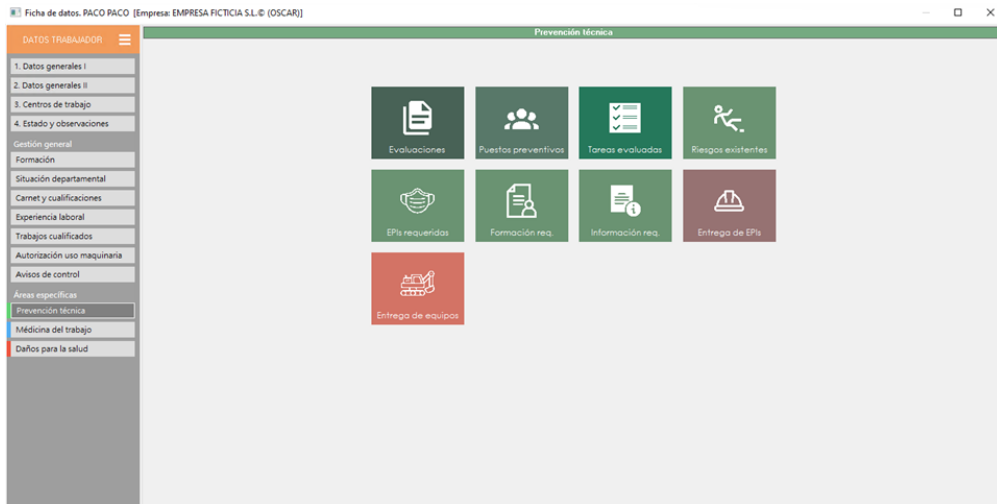 Ficha de datos. PACO PACO [Empresa: EMPRESA FICTICIA S.L.© (OSCAR)]
DATOS TRABAJADOR
Prevención técnica
1. Datos generales I
2. Datos generales II
3. Centros de trabajo
4. Estado y observaciones
Gestión general
Formación
Situación departamental
Carnet y cualificaciones
Experiencia laboral
Trabajos cualificados
Autorización uso maquinaria
Avisos de control
Áreas específicas
Prevención técnica
Médicina del trabajo
Daños para la salud
Evaluaciones
Puestos preventivos
Tareas evaluadas
Riesgos existentes
EPIs requeridas
Formación req.
Información req.
Entrega de EPIs
Entrega de equipos